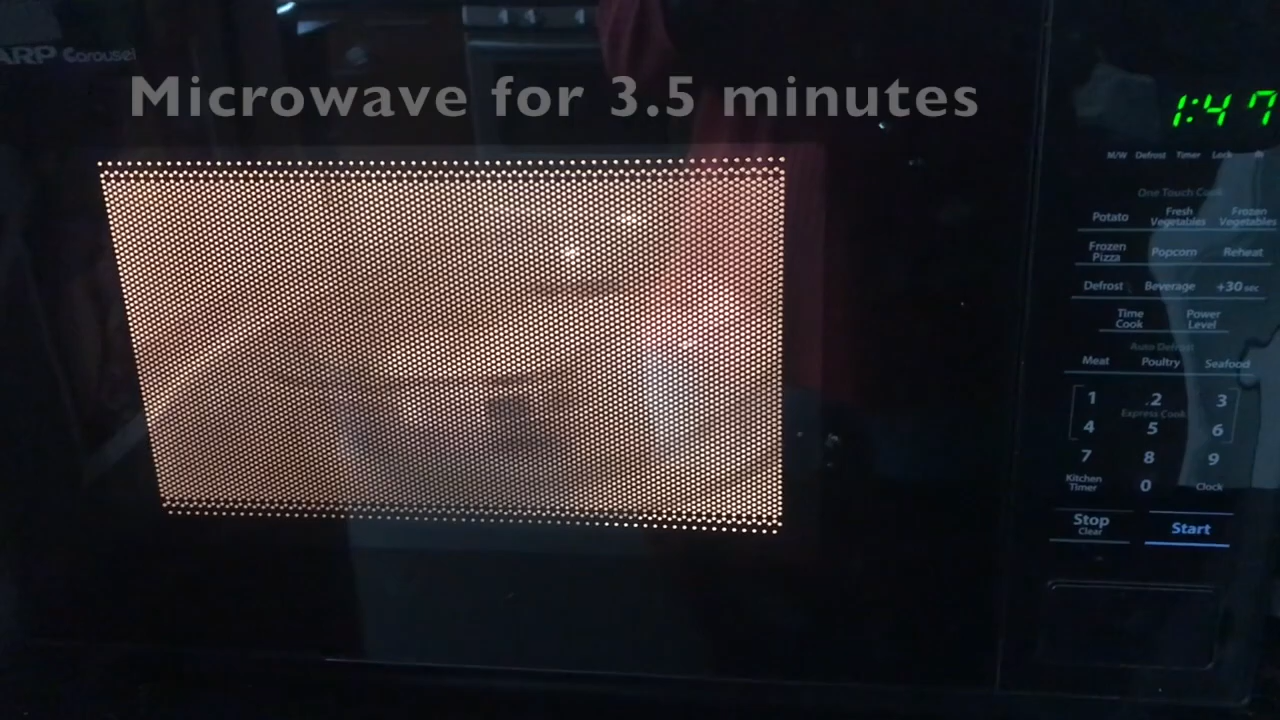 ARP Carousel
Microwave for 3.5 minutes
1:47
M/W Defrost Timer Lock lb
One Touch Cook
Potato Fresh Vegetables Frozen Vegetables
Frozen Pizza Popcorn Reheat
Defrost Beverage +30 sec
Time Cook Power Level
Auto Defrost
Meat Poultry Seafood
1 2 3
Express Cook
4 5 6
7 8 9
Kitchen Timer 0 Clock
Stop Clear Start